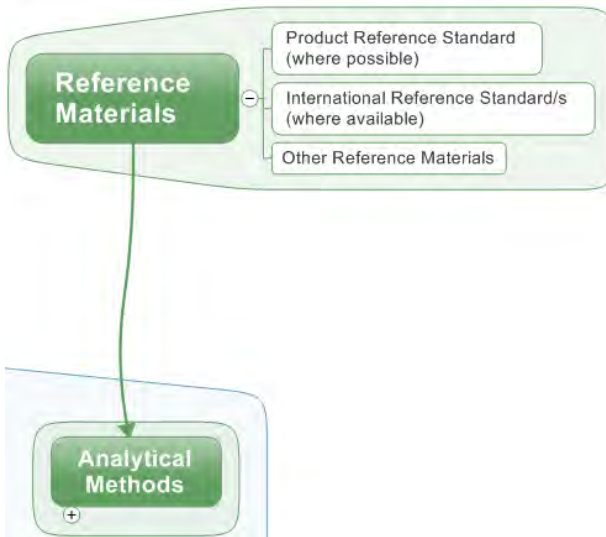 Reference
Materials
Product Reference Standard
(where possible)
International Reference Standard/s
(where available)
Other Reference Materials
Analytical
Methods